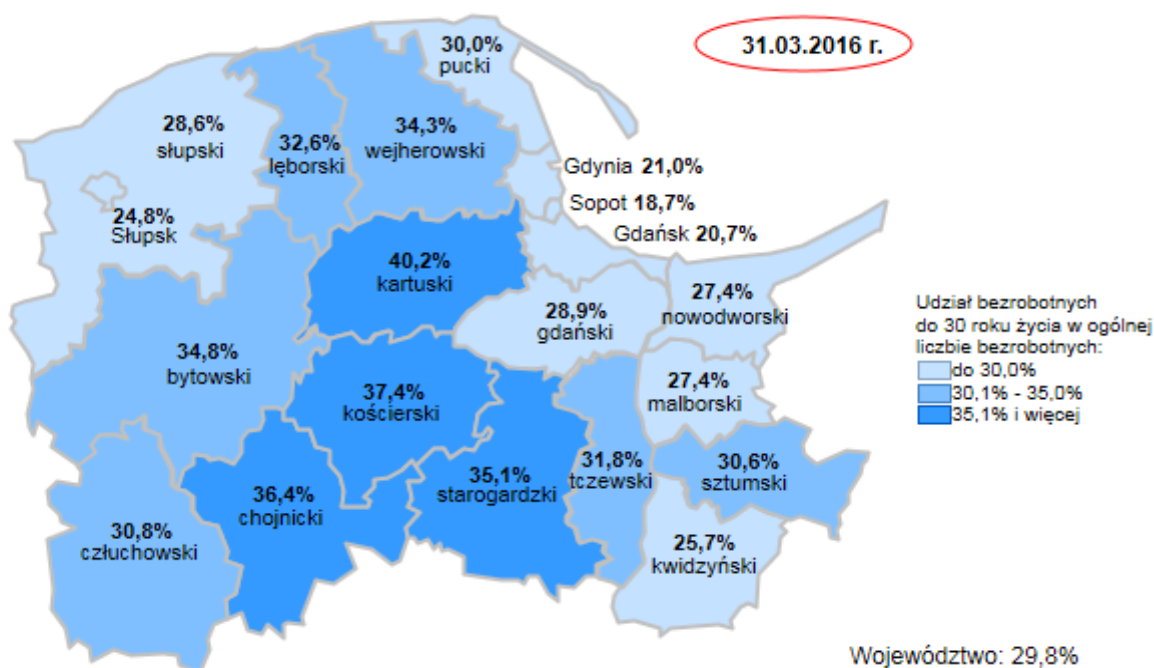 31.03.2016 r.
30,0%
pucki
28,6%
słupski
32,6%
lęborski
34,3%
wejherowski
Gdynia 21,0%
Sopot 18,7%
Gdańsk 20,7%
24,8%
Słupsk
40,2%
kartuski
28,9%
gdański
27,4%
nowodworski
34,8%
bytowski
37,4%
kościerski
27,4%
malborski
Udział bezrobotnych
do 30 roku życia w ogólnej
liczbie bezrobotnych:
do 30,0%
30,1% - 35,0%
35,1% i więcej
30,8%
człuchowski
36,4%
chojnicki
35,1%
starogardzki
31,8%
tczewski
30,6%
sztumski
25,7%
kwidzyński
Województwo: 29,8%